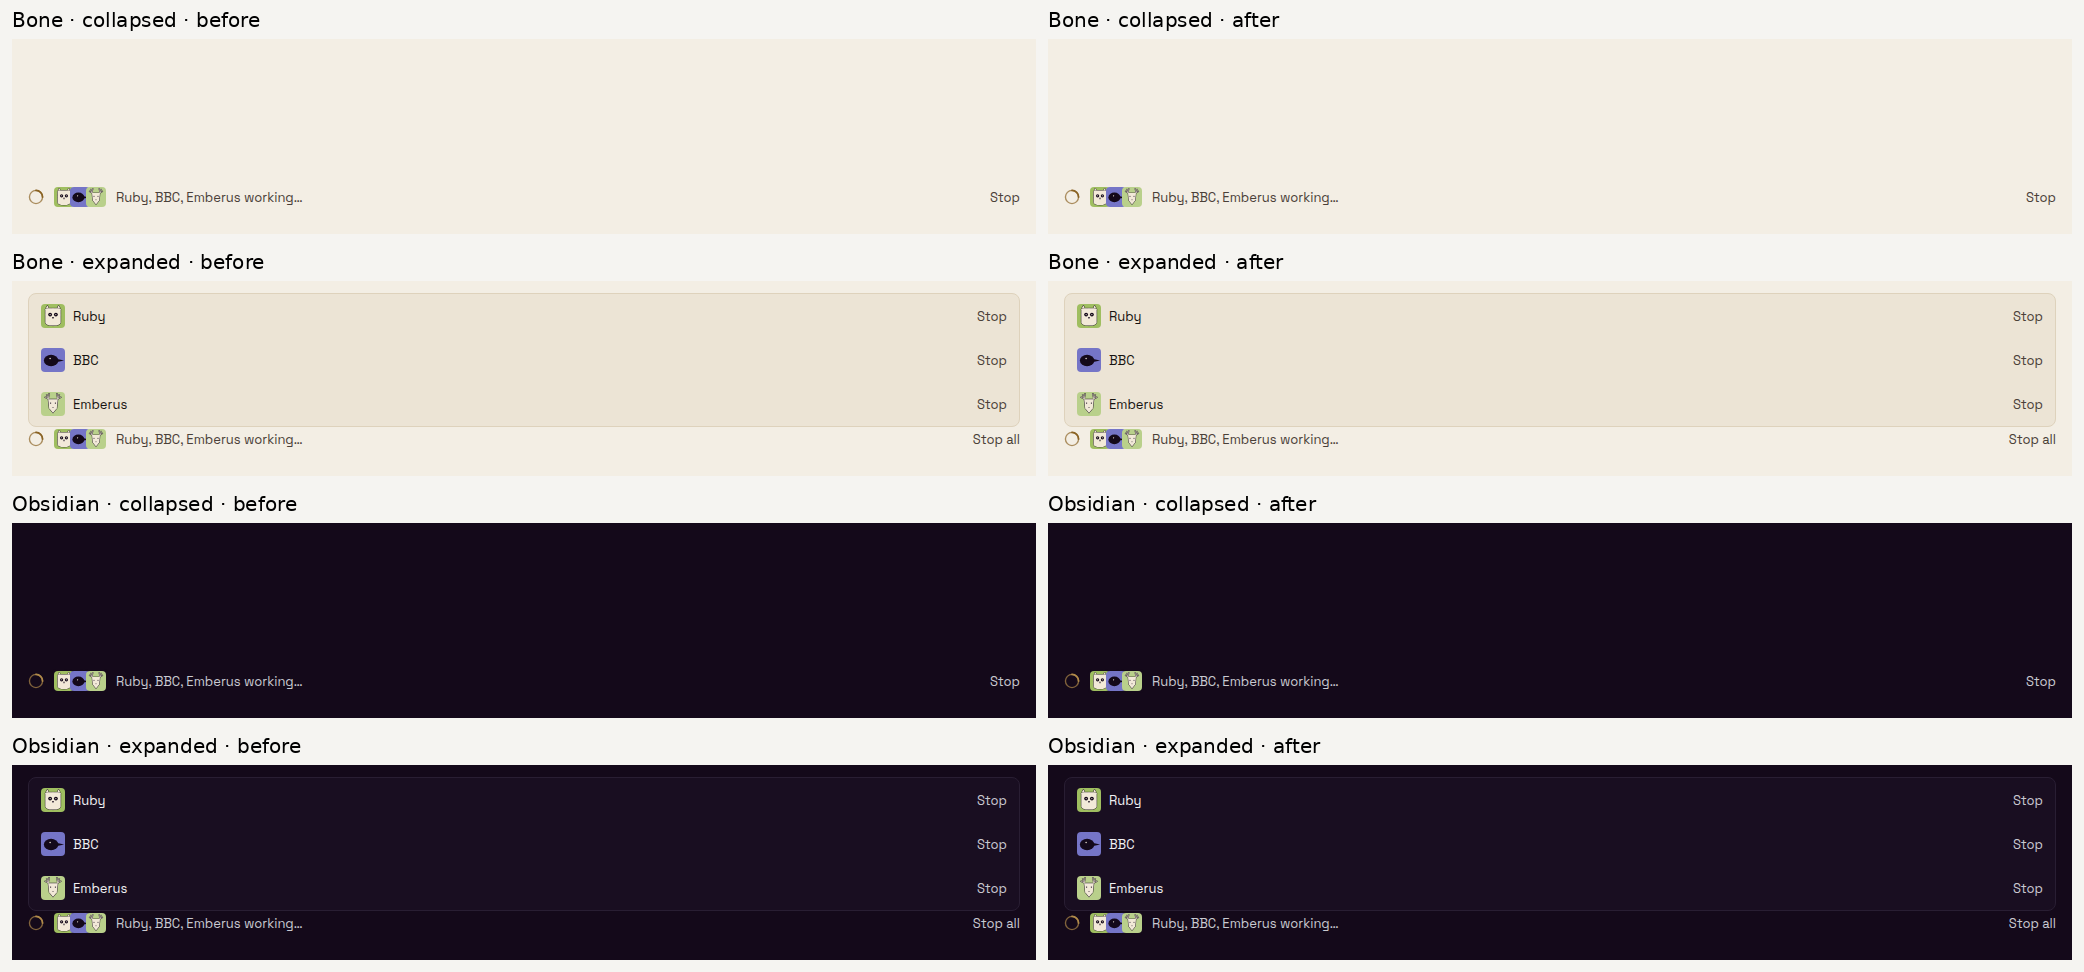 Bone · collapsed · before
Ruby, BBC, Emberus working... Stop
Bone · collapsed · after
Ruby, BBC, Emberus working... Stop
Bone · expanded · before
Ruby Stop
BBC Stop
Emberus Stop
Ruby, BBC, Emberus working... Stop all
Bone · expanded · after
Ruby Stop
BBC Stop
Emberus Stop
Ruby, BBC, Emberus working... Stop all
Obsidian · collapsed · before
Ruby, BBC, Emberus working... Stop
Obsidian · collapsed · after
Ruby, BBC, Emberus working... Stop
Obsidian · expanded · before
Ruby Stop
BBC Stop
Emberus Stop
Ruby, BBC, Emberus working... Stop all
Obsidian · expanded · after
Ruby Stop
BBC Stop
Emberus Stop
Ruby, BBC, Emberus working... Stop all